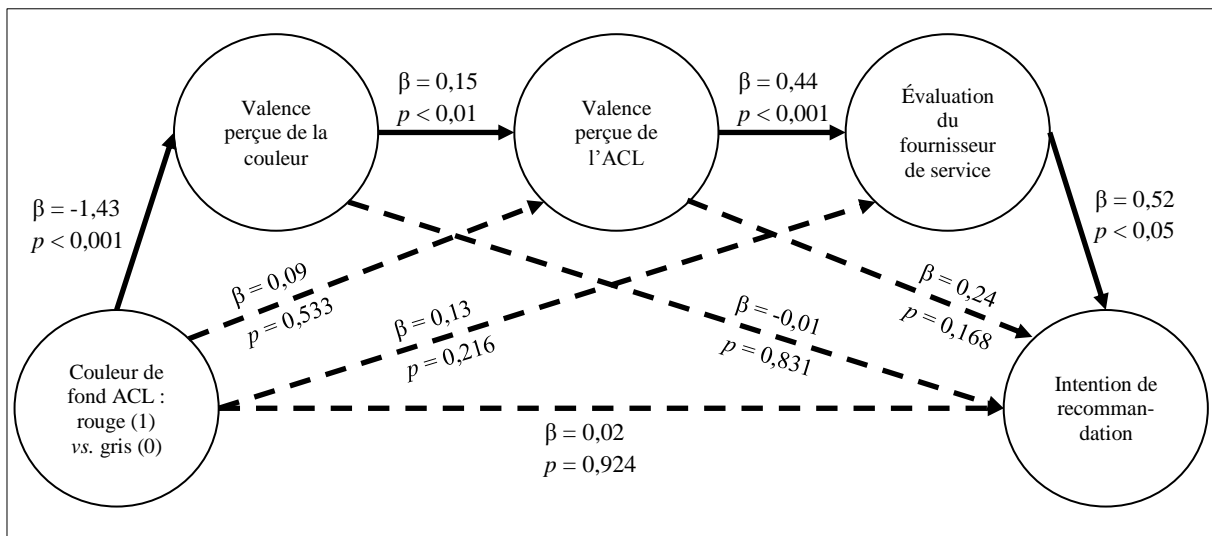 Valence
perçue de la
couleur
β = 0,15
p < 0,01
Valence
perçue de
l’ACL
β = 0,44
p < 0,001
Évaluation
du
fournisseur
de service
β = -1,43
p < 0,001
β = 0,52
p < 0,05
β = 0,09
p = 0,533
β = 0,13
p = 0,216
β = -0,01
p = 0,831
β = 0,24
p = 0,168
Couleur de
fond ACL :
rouge (1)
vs. gris (0)
β = 0,02
p = 0,924
Intention de
recomman-
dation